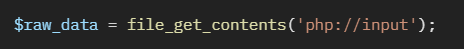 $raw_data = file_get_contents('php://input');